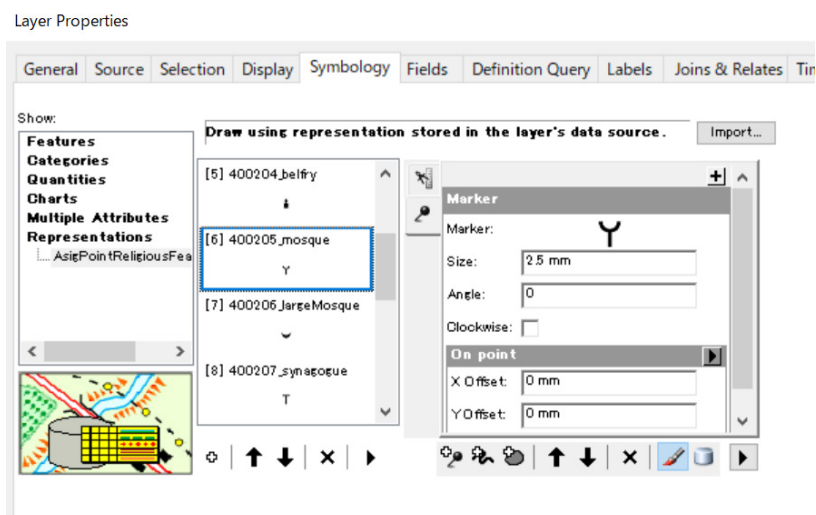 Layer Properties
General Source Selection Display Symbology Fields Definition Query Labels Joins & Relates Tim
Show:
Features
Categories
Quantities
Charts
Multiple Attributes
Representations
AsigPointReligiousFea
Draw using representation stored in the layer's data source.
Import...
[5] 400204_belfry
[6] 400205_mosque
[7] 400206_largeMosque
[8] 400207_synagogue
Marker
Marker:
Size: 2.5 mm
Angle: 0
Clockwise:
On point
X Offset: 0 mm
Y Offset: 0 mm